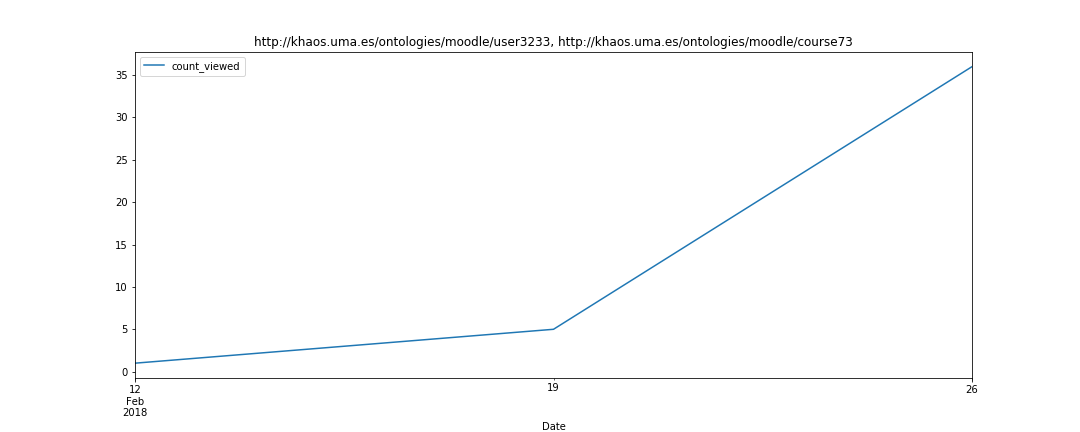 http://khaos.uma.es/ontologies/moodle/user3233, http://khaos.uma.es/ontologies/moodle/course73
count_viewed
35
30
25
20
15
10
5
0
12 19 26
Feb
2018
Date